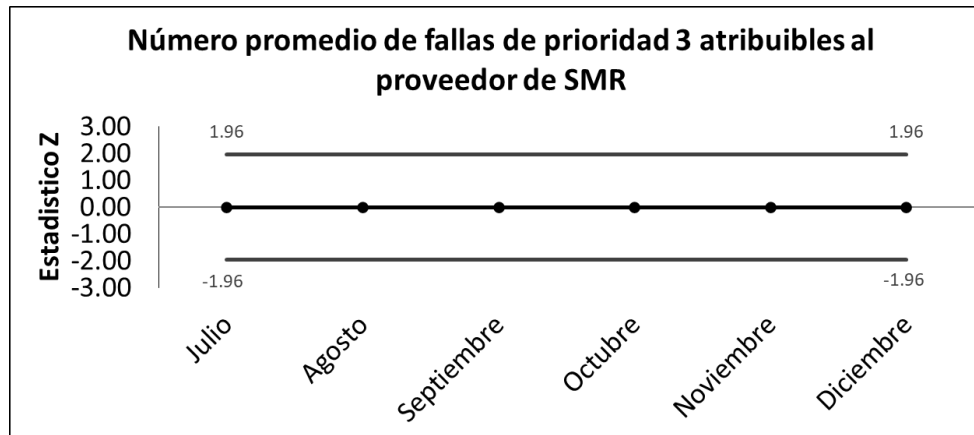 Número promedio de fallas de prioridad 3 atribuibles al
proveedor de SMR
Estadistico Z
3.00
2.00
1.00
0.00
-1.00
-2.00
-3.00
1.96
1.96
-1.96
-1.96
Julio
Agosto
Septiembre
Octubre
Noviembre
Diciembre